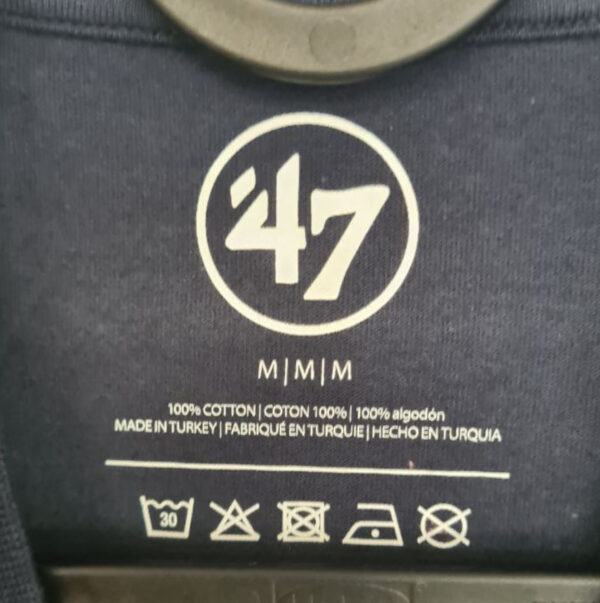 '47
M|M|M
100% COTTON | COTON 100% | 100% algodón
MADE IN TURKEY | FABRIQUÉ EN TURQUIE | HECHO EN TURQUIA
30